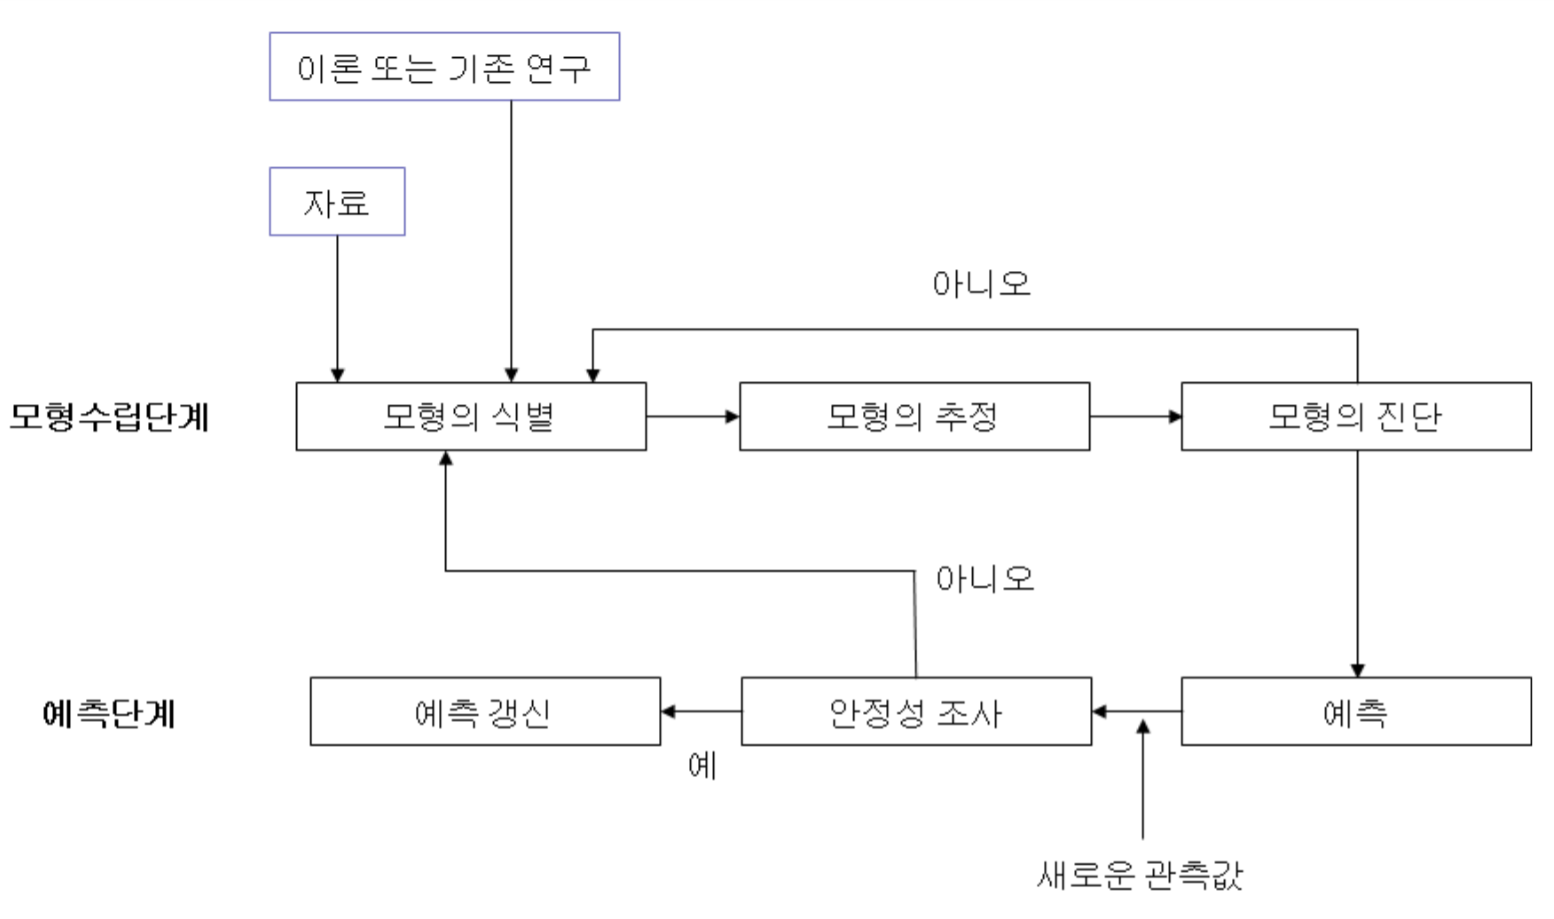 이론 또는 기존 연구
자료
아니오
모형수립단계
모형의 식별
모형의 추정
모형의 진단
아니오
예측단계
예측 갱신
안정성 조사
예측
예
새로운 관측값